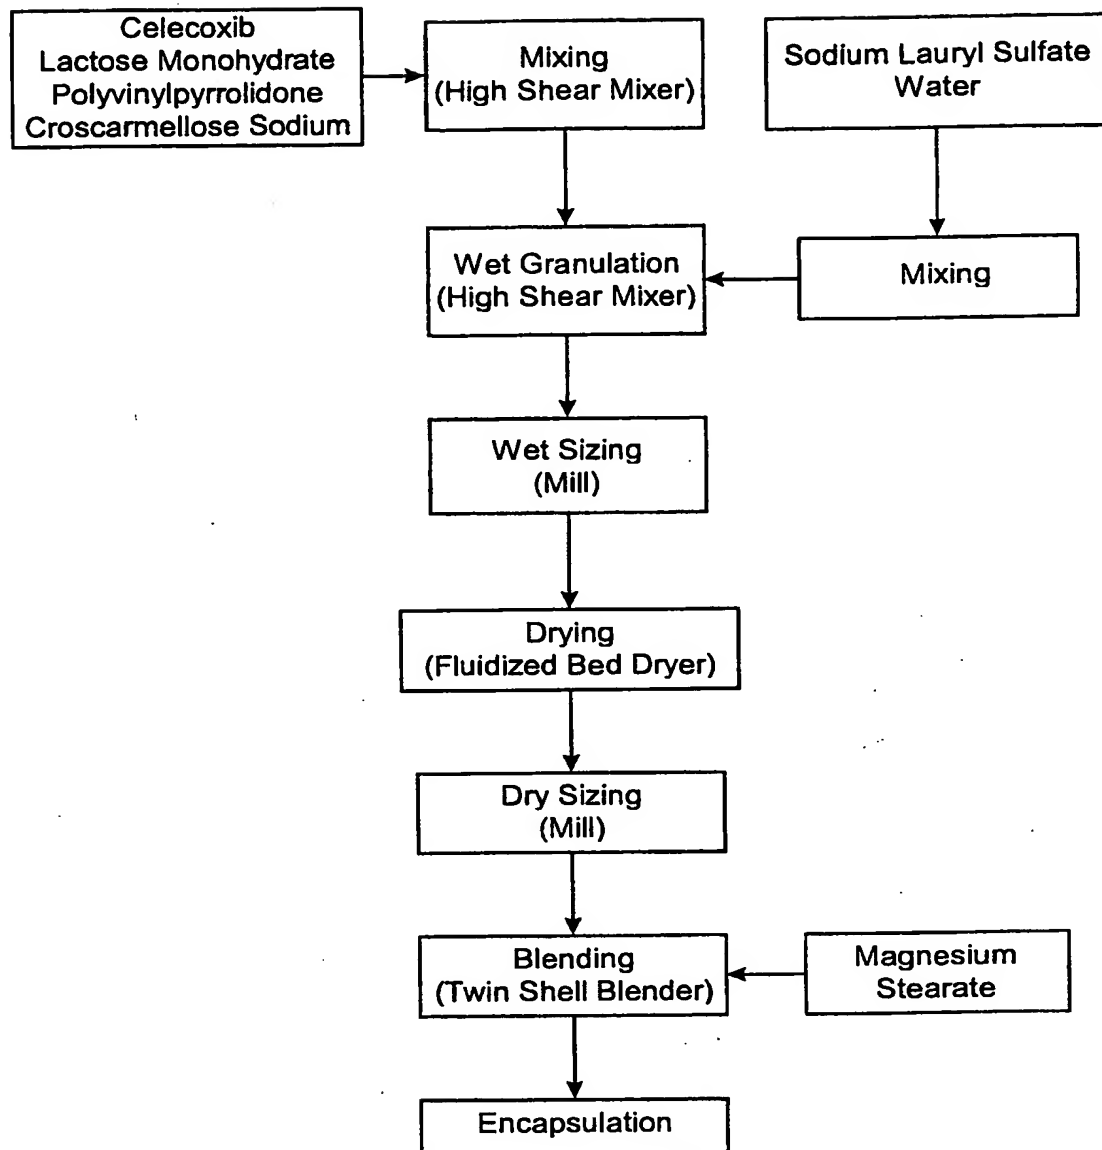 Celecoxib
Lactose Monohydrate
Polyvinylpyrrolidone
Croscarmellose Sodium
Mixing
(High Shear Mixer)
Sodium Lauryl Sulfate
Water
Wet Granulation
(High Shear Mixer)
Mixing
Wet Sizing
(Mill)
Drying
(Fluidized Bed Dryer)
Dry Sizing
(Mill)
Blending
(Twin Shell Blender)
Magnesium
Stearate
Encapsulation